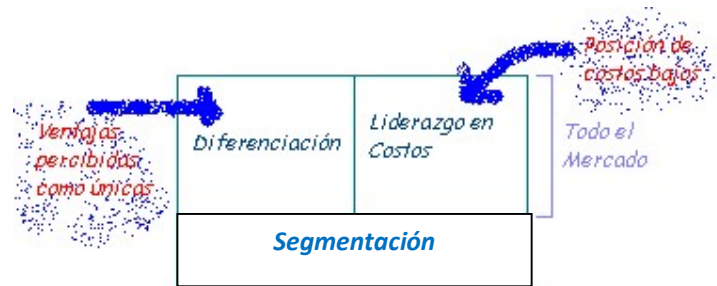 Posición de
costos bajos
Ventajas
percibidas
como únicas
Diferenciación
Liderazgo en
Costos
Todo el
Mercado
Segmentación